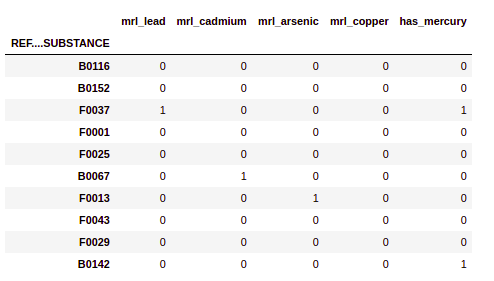 mrl_lead mrl_cadmium mrl_arsenic mrl_copper has_mercury
REF....SUBSTANCE
B0116 0 0 0 0 0
B0152 0 0 0 0 0
F0037 1 0 0 0 1
F0001 0 0 0 0 0
F0025 0 0 0 0 0
B0067 0 1 0 0 0
F0013 0 0 1 0 0
F0043 0 0 0 0 0
F0029 0 0 0 0 0
B0142 0 0 0 0 1